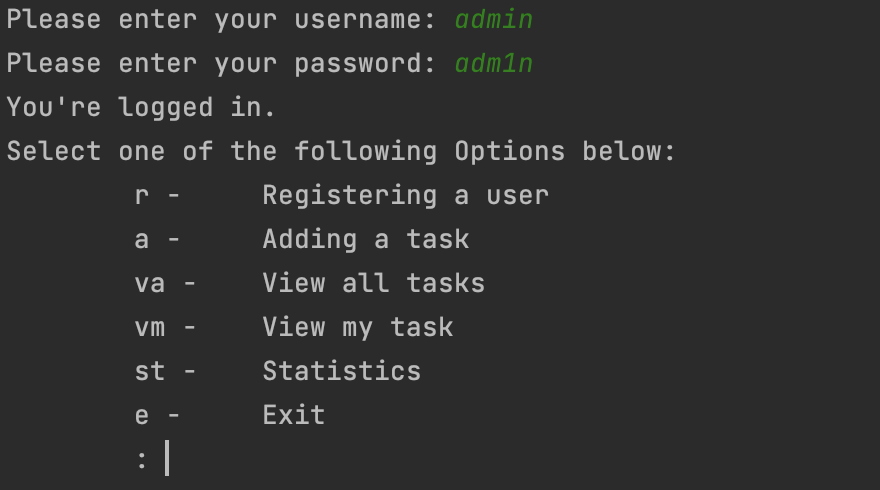 Please enter your username: admin
Please enter your password: adm1n
You're logged in.
Select one of the following Options below:
r - Registering a user
a - Adding a task
va - View all tasks
vm - View my task
st - Statistics
e - Exit
: